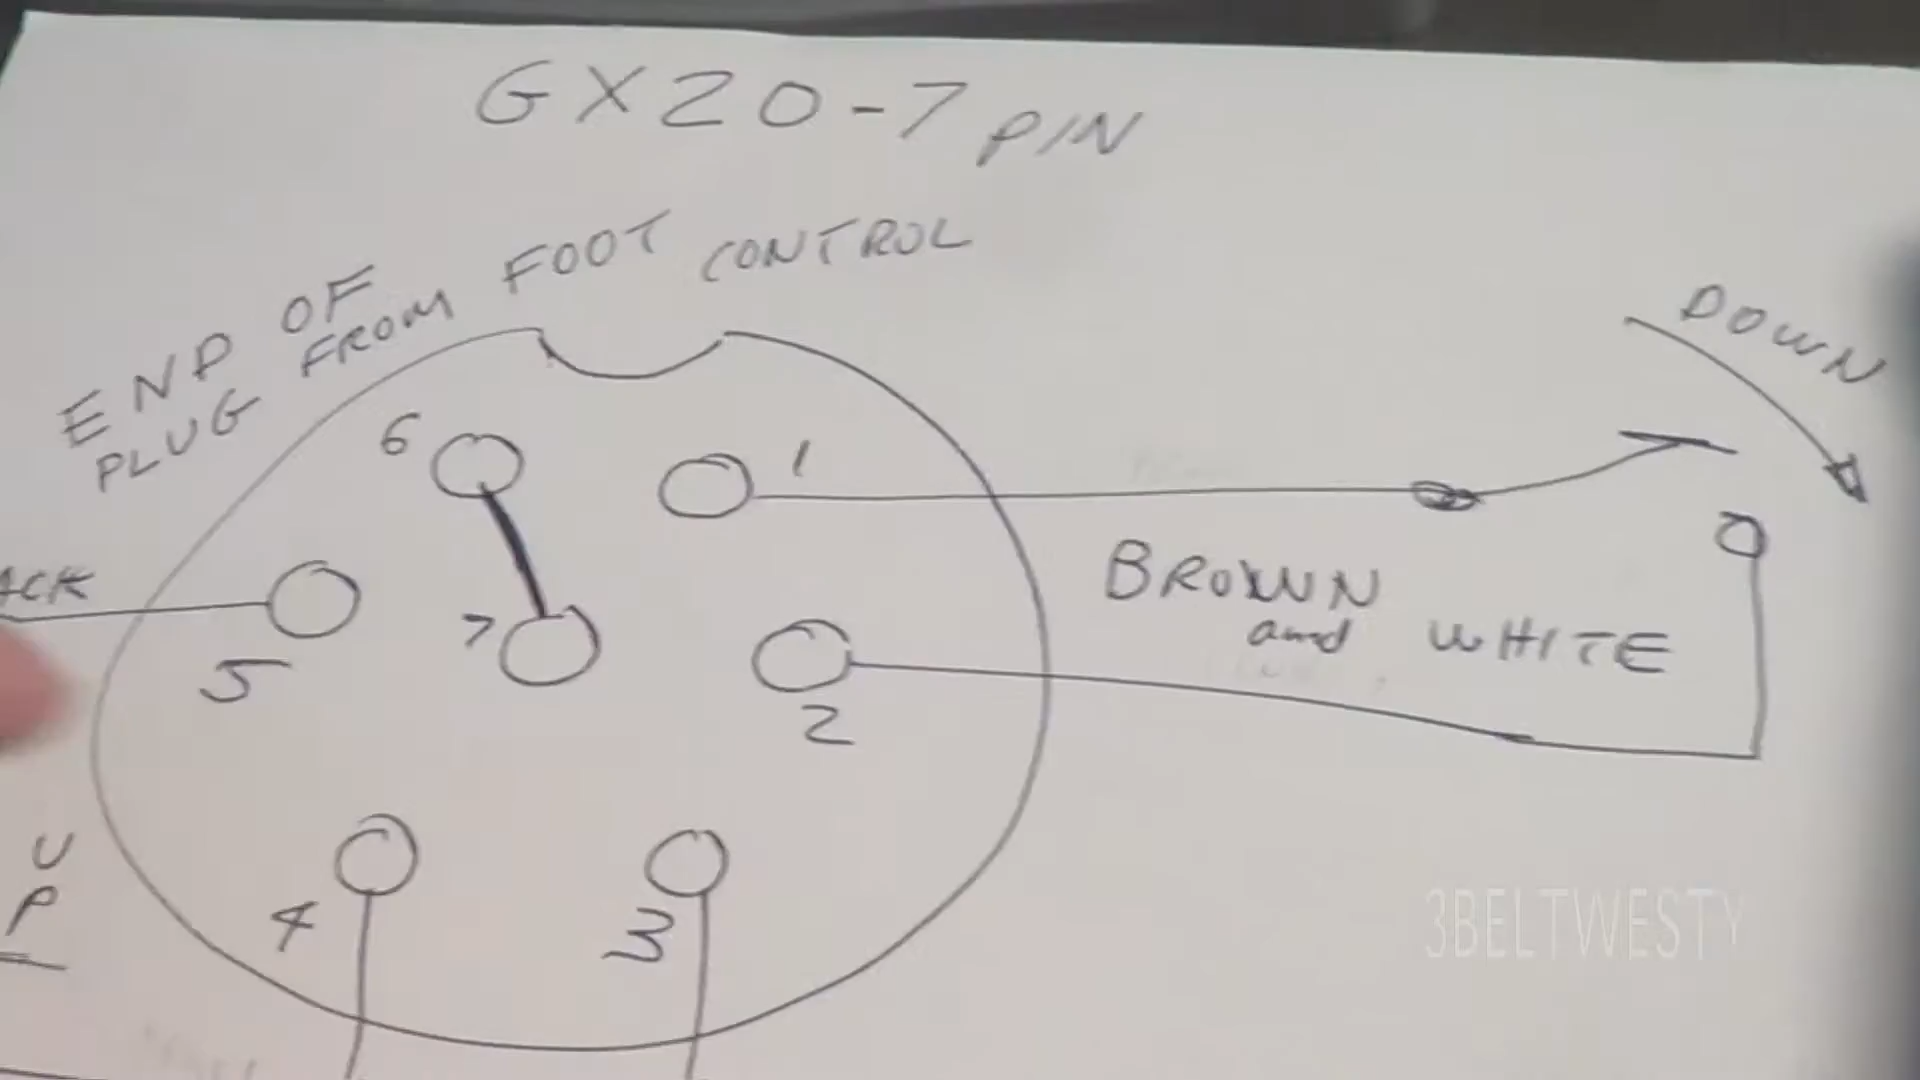 GX20-7 PIN
END OF
PLUG FROM FOOT CONTROL
DOWN
6
1
BROWN
and WHITE
ACK
5
7
2
UP
4
3
3BELTWESTY